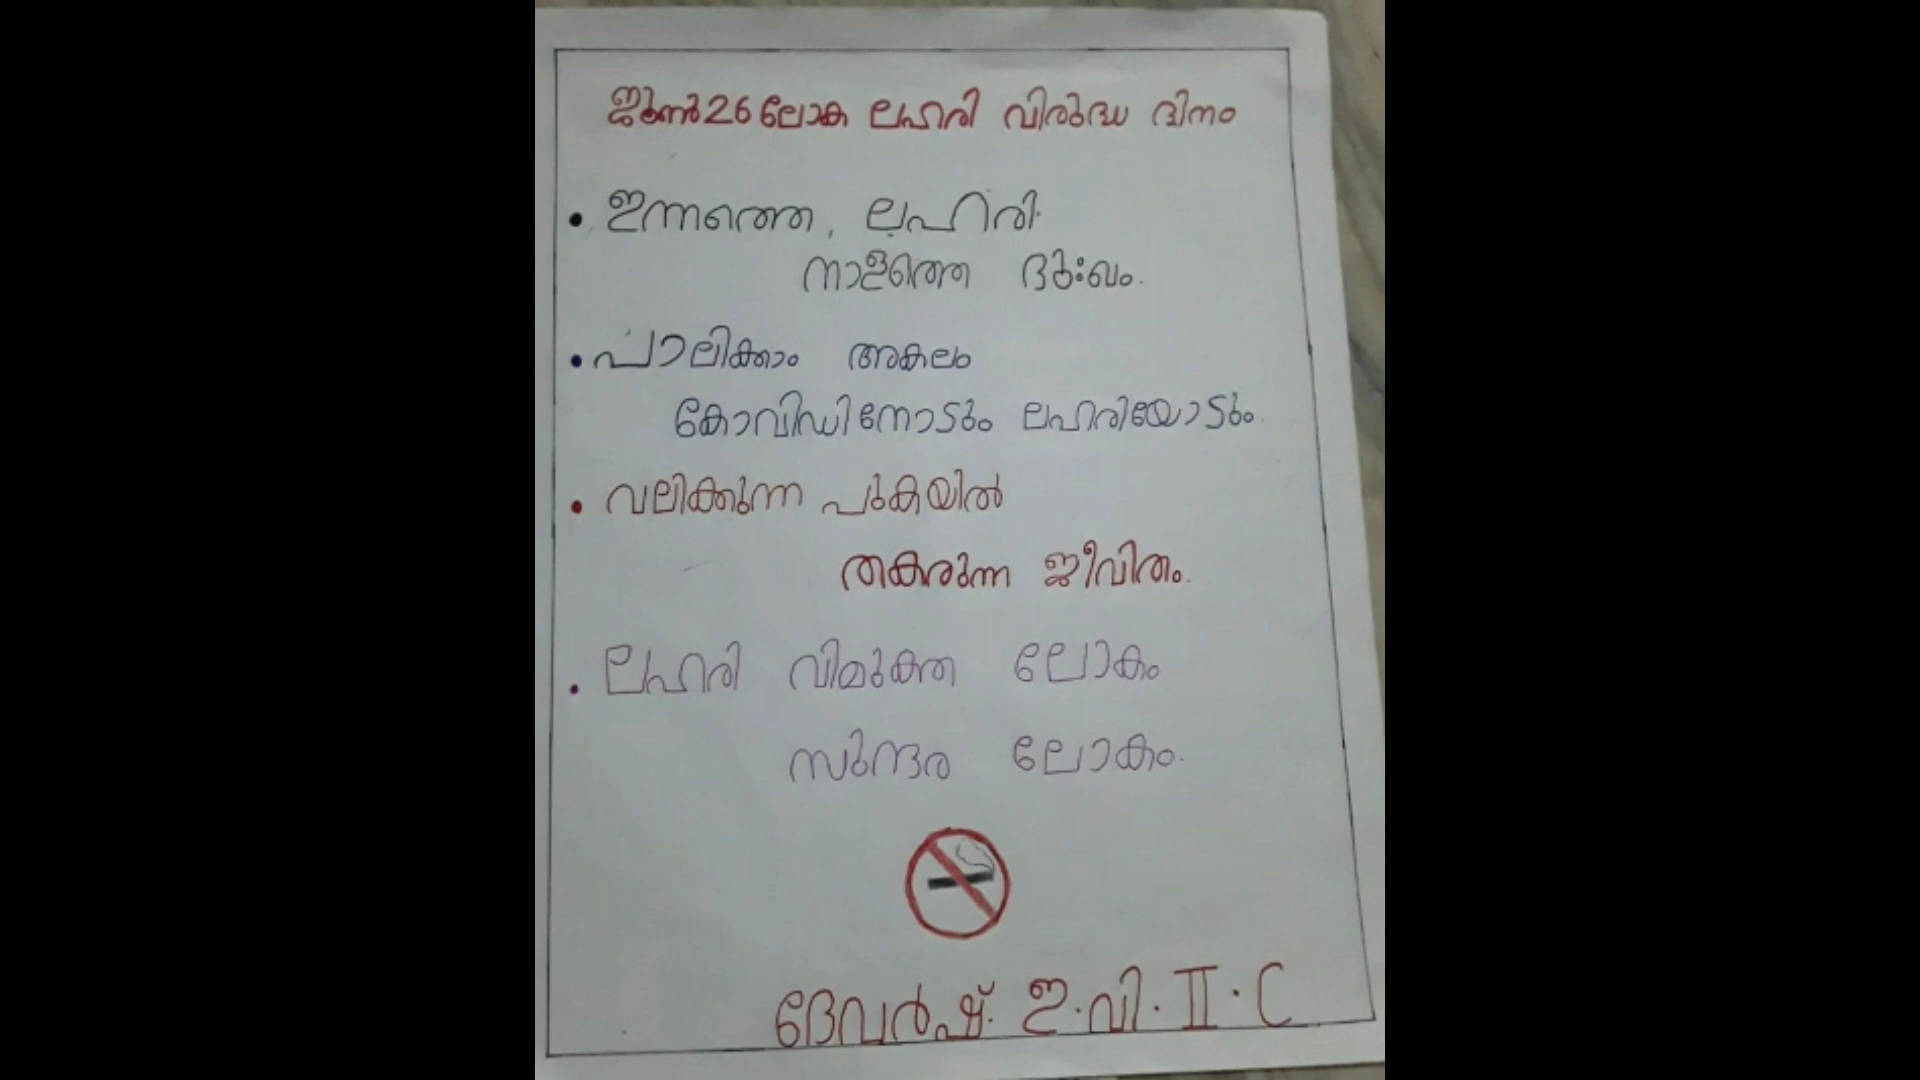 ജൂൺ 26 ലോക ലഹരി വിരുദ്ധ ദിനം
• ഇന്നത്തെ, ലഹരി
നാളത്തെ ദുഃഖം.
• പാലിക്കാം അകലം
കോവിഡിനോടും ലഹരിയോടും.
• വലിക്കുന്ന പുകയിൽ
തകരുന്ന ജീവിതം.
• ലഹരി വിമുക്ത ലോകം
സുന്ദര ലോകം.
ദേവർഷ്. ഇ.വി. II. C